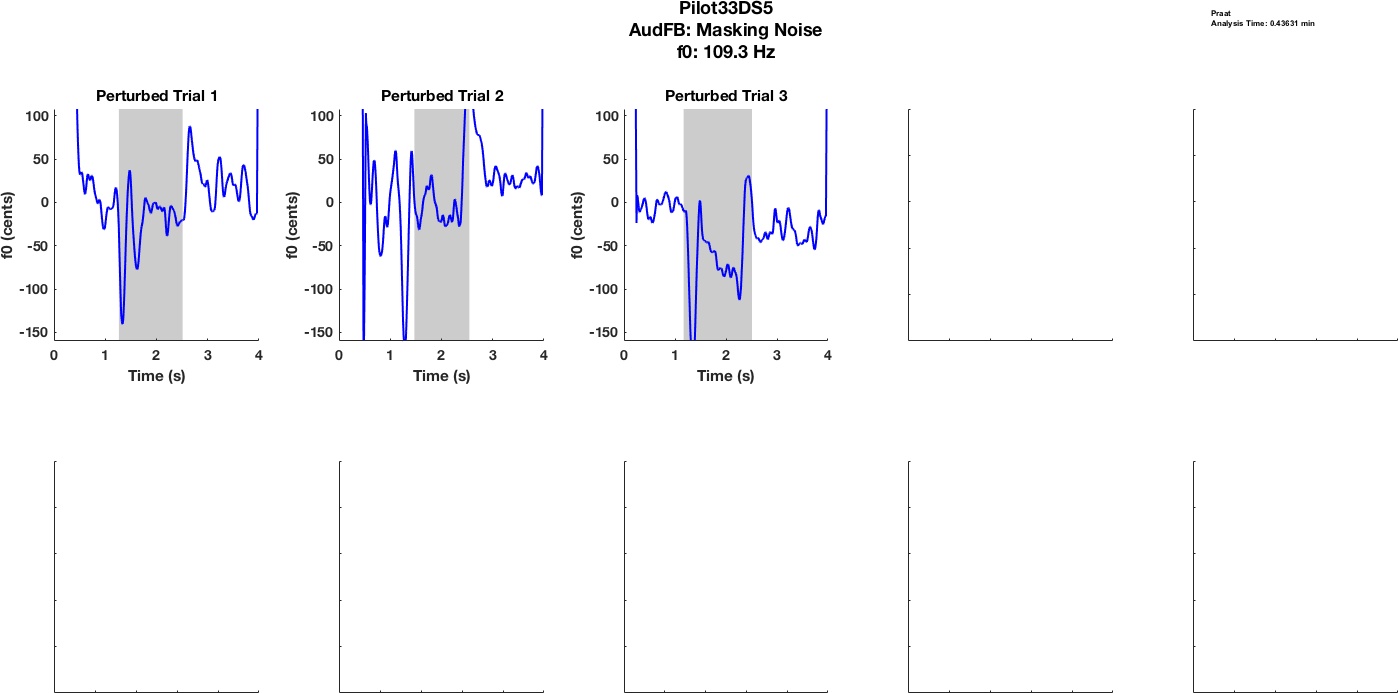 Pilot33DS5
AudFB: Masking Noise
f0: 109.3 Hz
Praat
Analysis Time: 0.43631 min
Perturbed Trial 1
100
50
0
-50
-100
-150
f0 (cents)
0 1 2 3 4
Time (s)
Perturbed Trial 2
100
50
0
-50
-100
-150
f0 (cents)
0 1 2 3 4
Time (s)
Perturbed Trial 3
100
50
0
-50
-100
-150
f0 (cents)
0 1 2 3 4
Time (s)